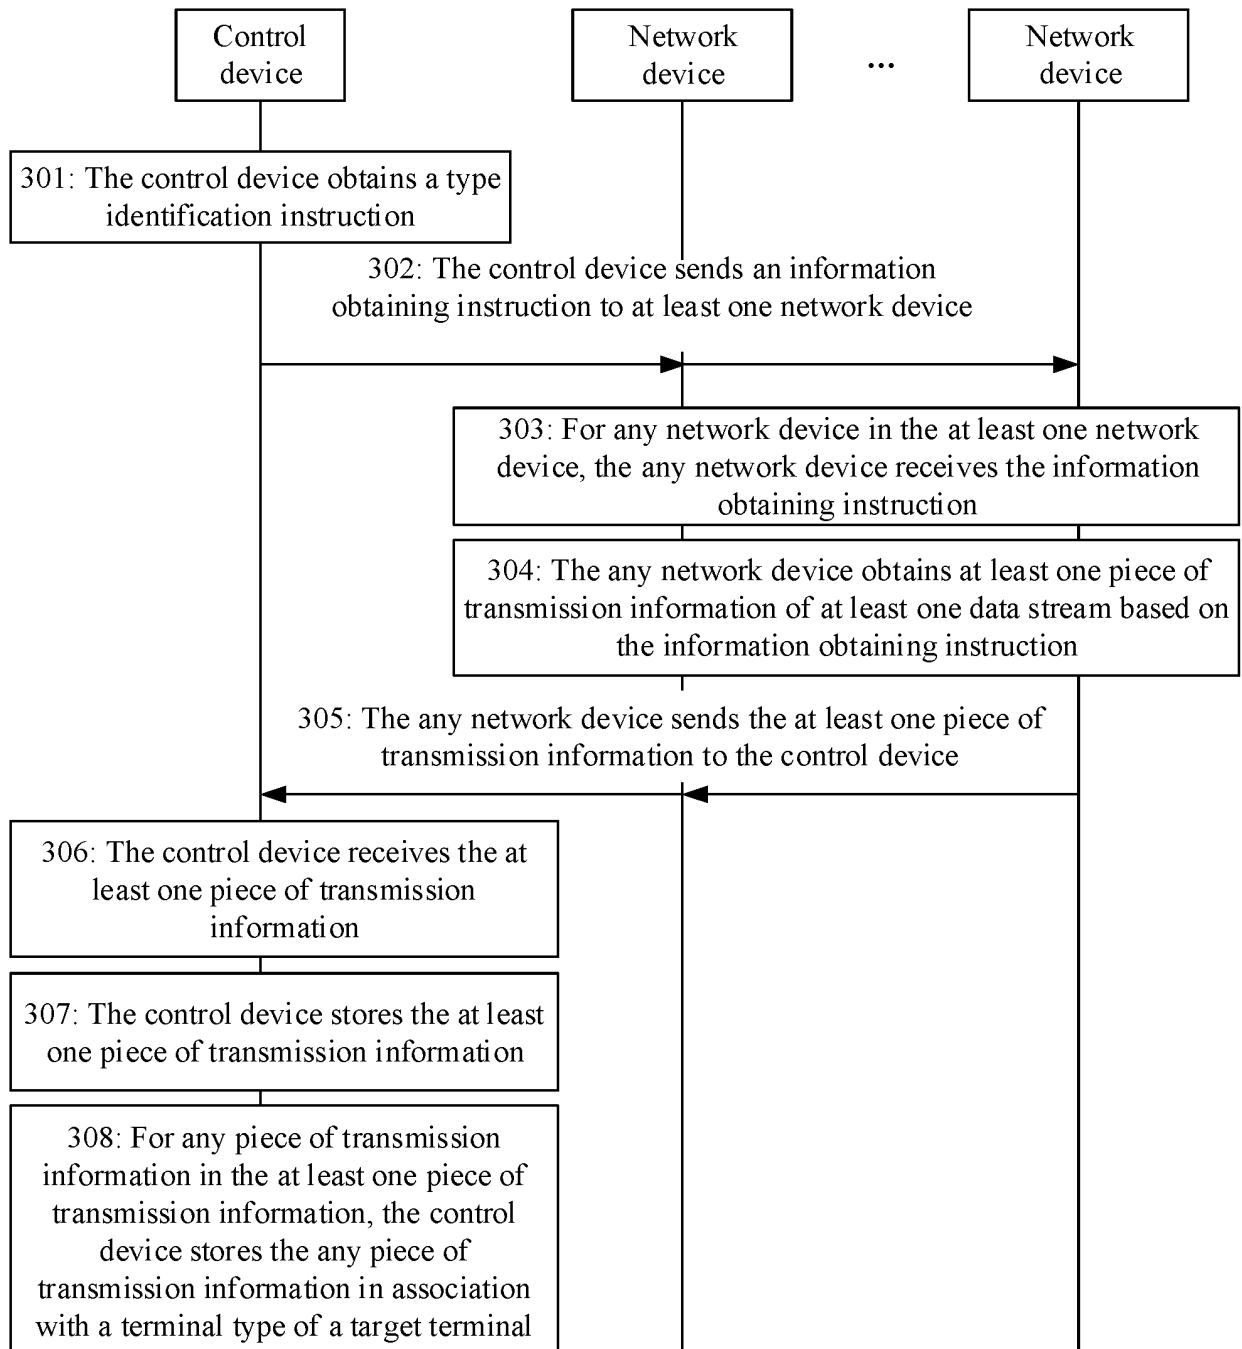 Control
device
Network
device
...
Network
device
301: The control device obtains a type
identification instruction
302: The control device sends an information
obtaining instruction to at least one network device
303: For any network device in the at least one network
device, the any network device receives the information
obtaining instruction
304: The any network device obtains at least one piece of
transmission information of at least one data stream based on
the information obtaining instruction
305: The any network device sends the at least one piece of
transmission information to the control device
306: The control device receives the at
least one piece of transmission
information
307: The control device stores the at least
one piece of transmission information
308: For any piece of transmission
information in the at least one piece of
transmission information, the control
device stores the any piece of
transmission information in association
with a terminal type of a target terminal